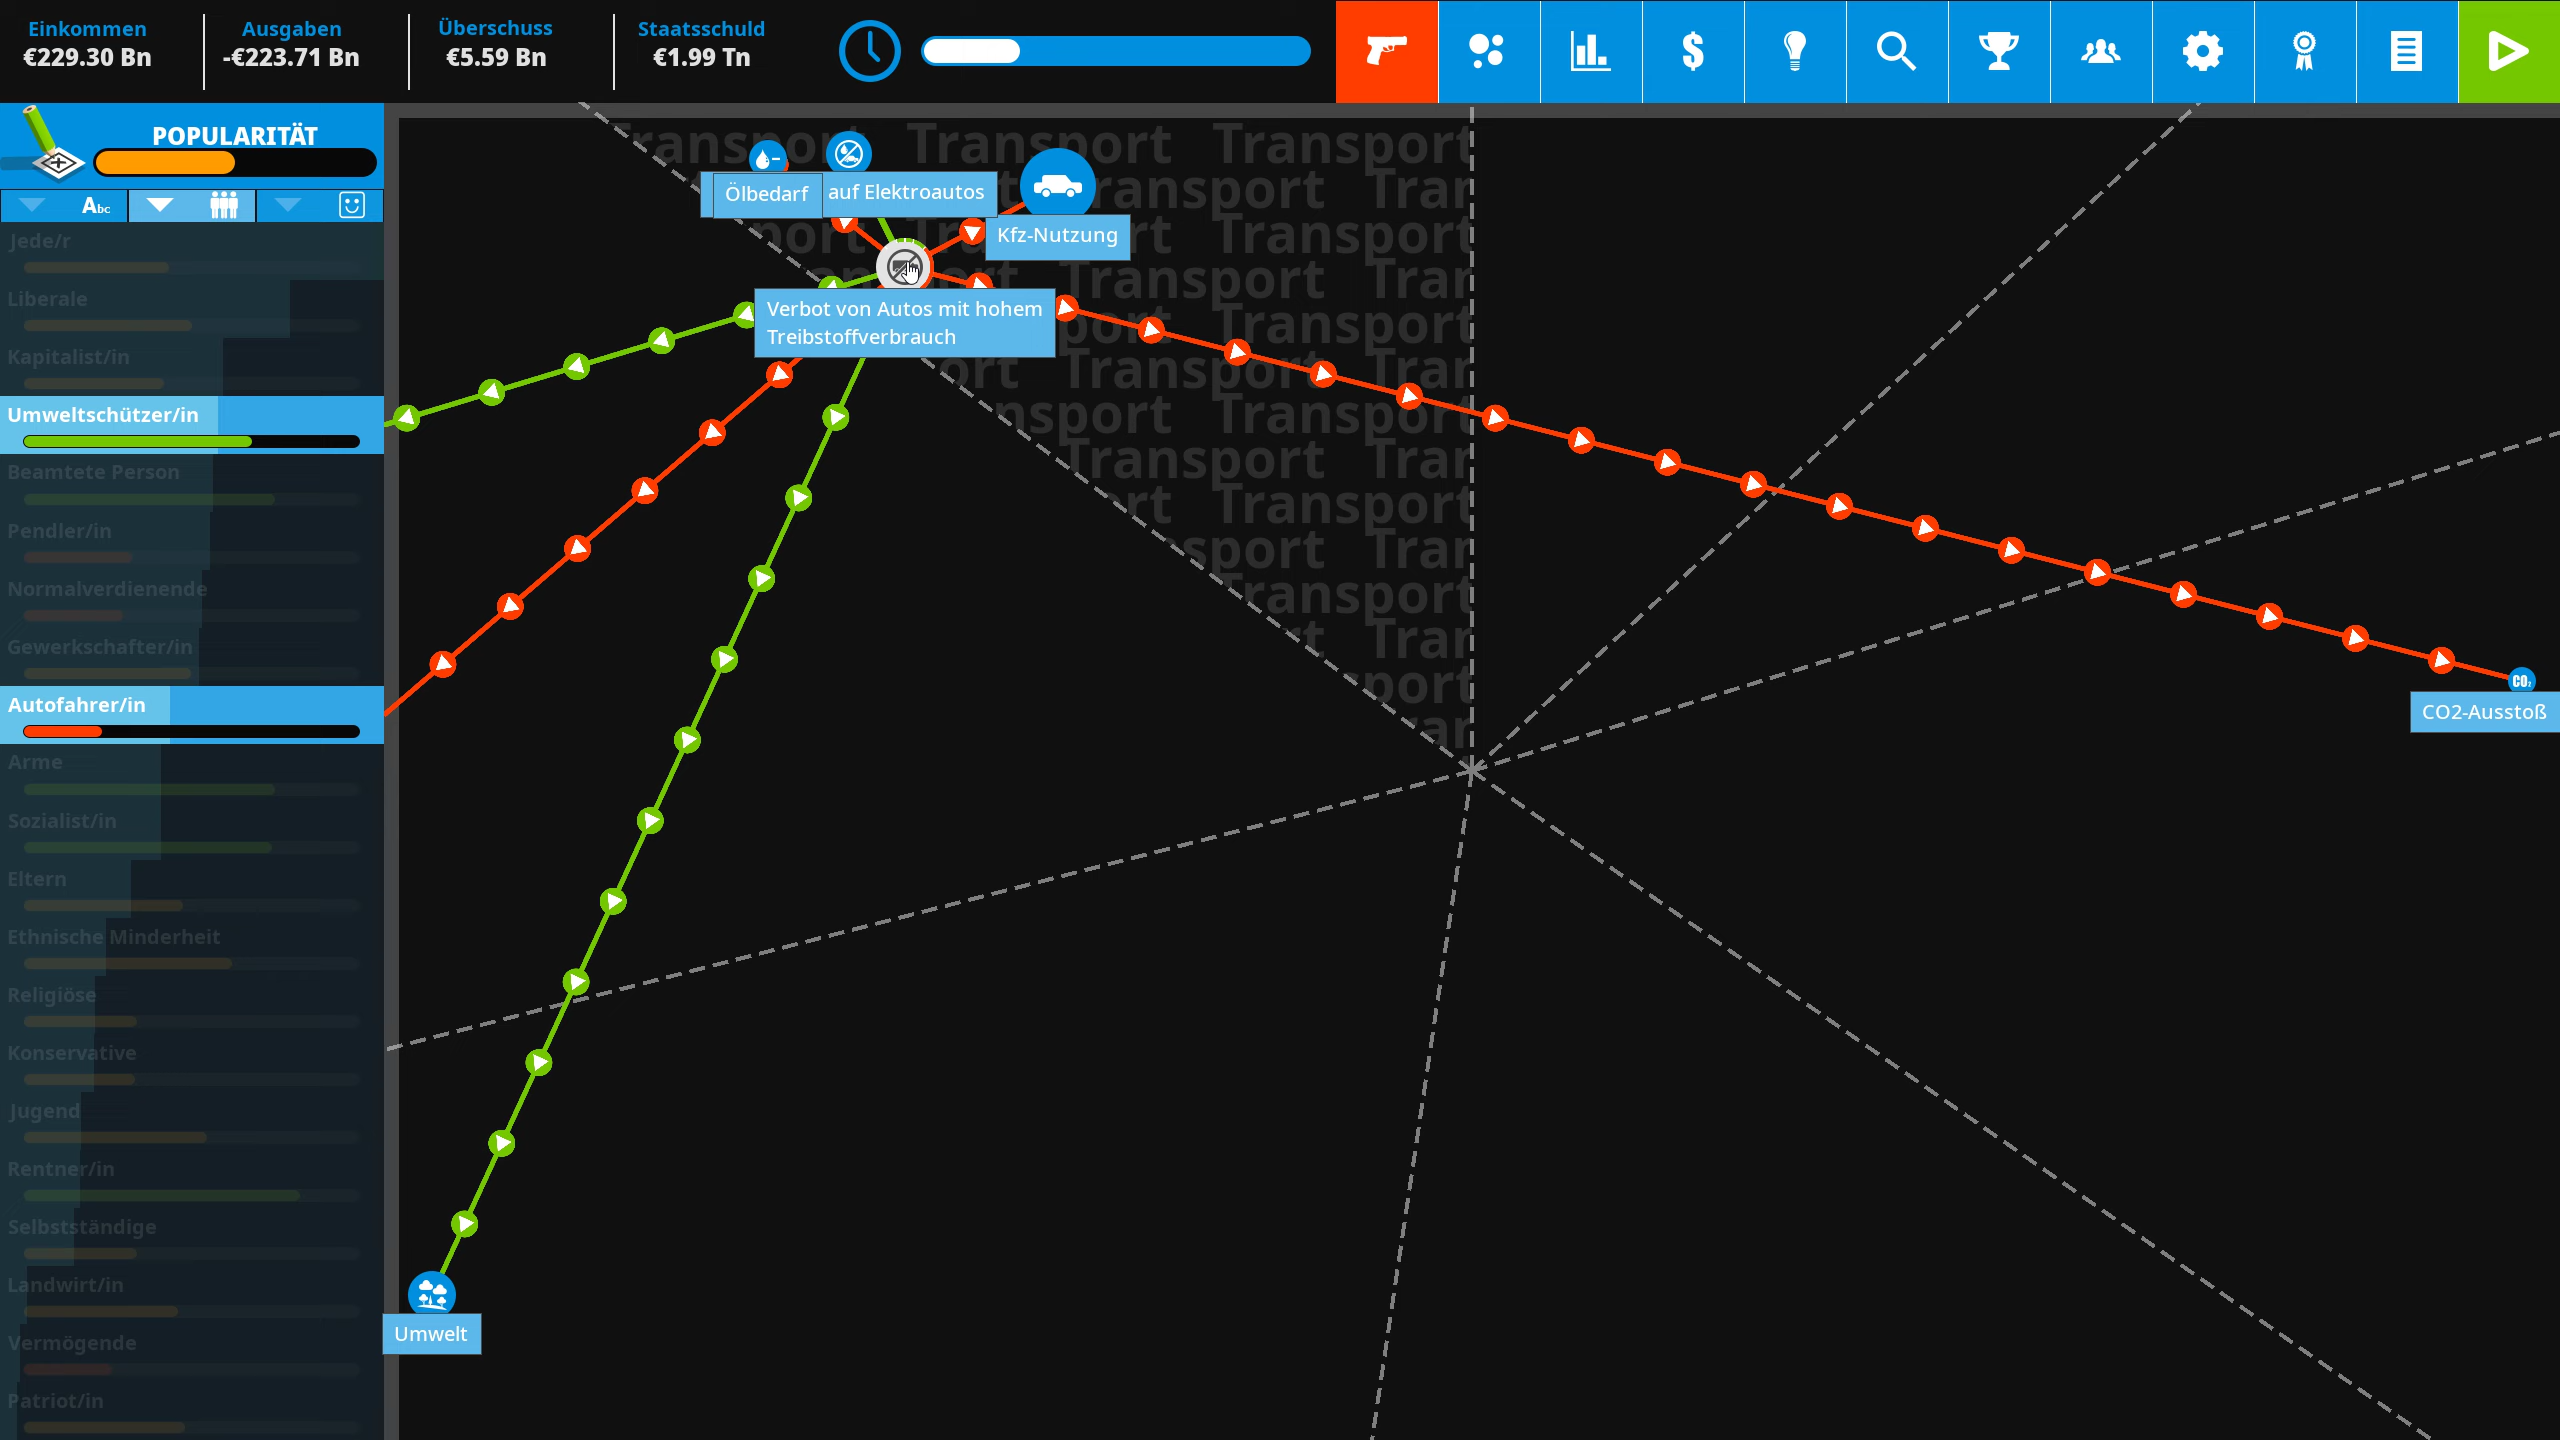 Einkommen
€229.30 Bn
Ausgaben
-€223.71 Bn
Überschuss
€5.59 Bn
Staatsschuld
€1.99 Tn
POPULARITÄT
Abc
Jede/r
Liberale
Kapitalist/in
Umweltschützer/in
Beamtete Person
Pendler/in
Normalverdienende
Gewerkschafter/in
Autofahrer/in
Arme
Sozialist/in
Eltern
Ethnische Minderheit
Religiöse
Konservative
Jugend
Rentner/in
Selbstständige
Landwirt/in
Vermögende
Patriot/in
Transport Transport Transport
Ölbedarf
auf Elektroautos
Kfz-Nutzung
Verbot von Autos mit hohem
Treibstoffverbrauch
CO2
CO2-Ausstoß
Umwelt